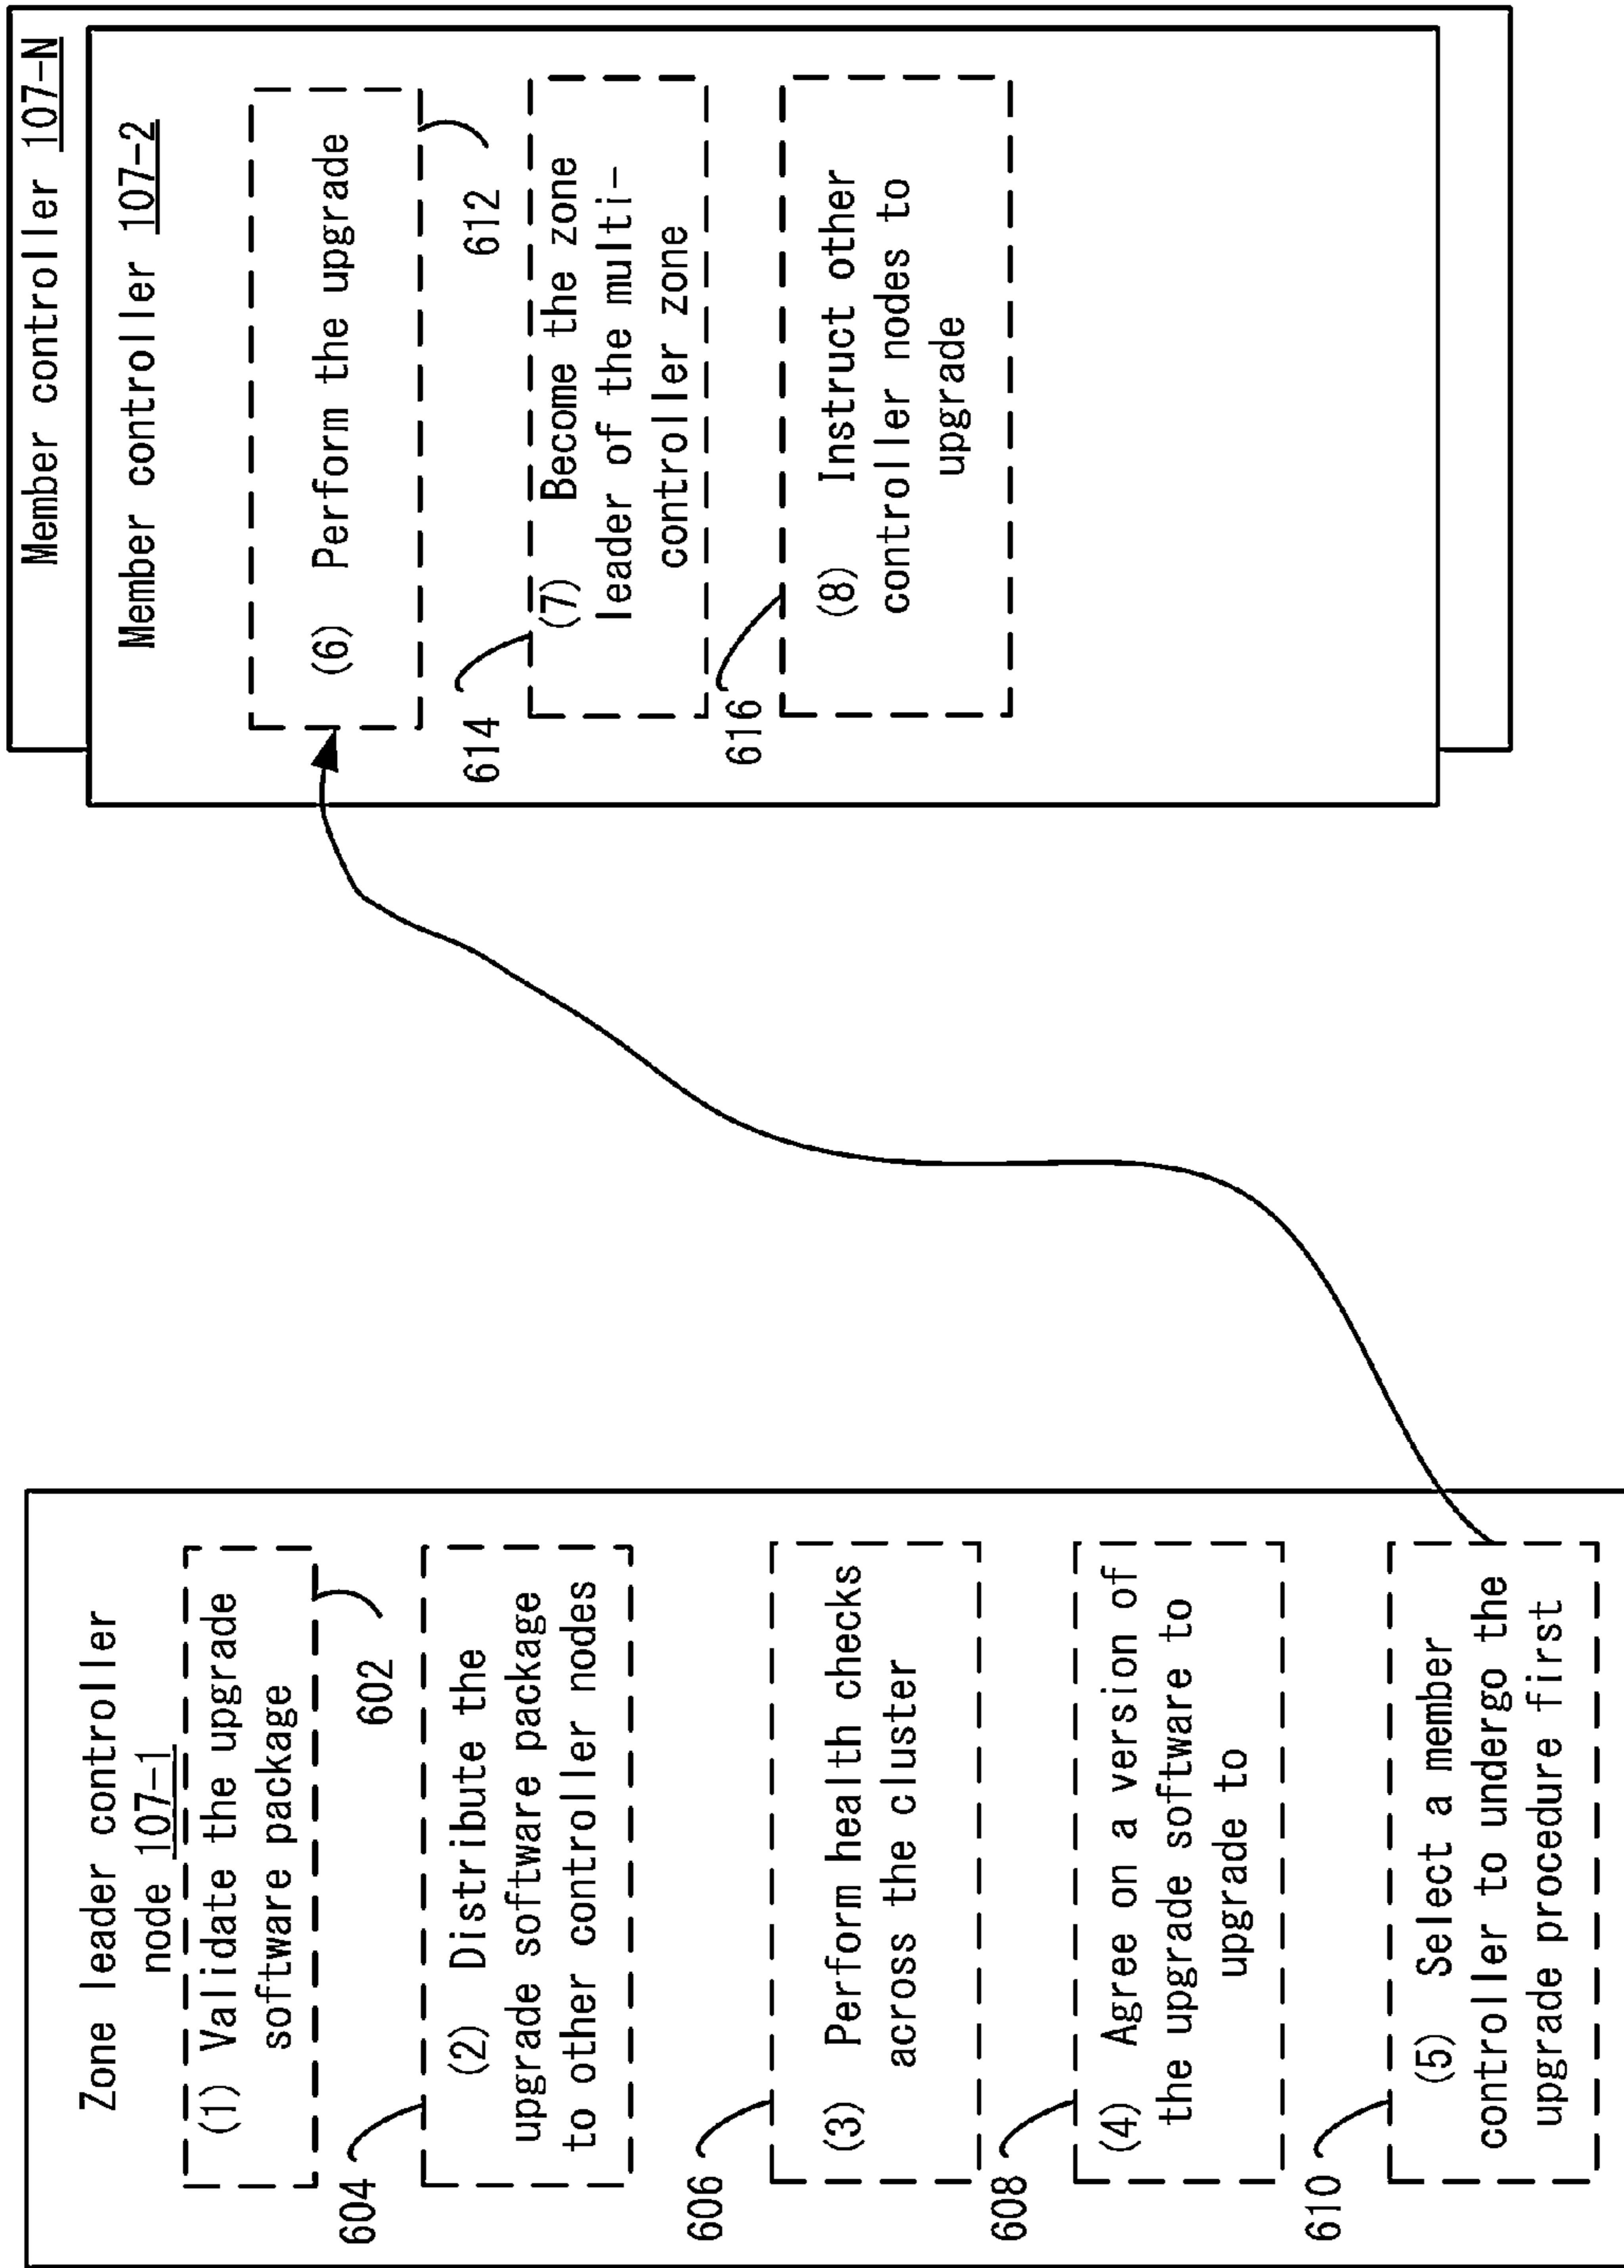 Zone leader controller
node 107-1
(1) Validate the upgrade
software package
602
604
(2) Distribute the
upgrade software package
to other controller nodes
606
(3) Perform health checks
across the cluster
608
(4) Agree on a version of
the upgrade software to
upgrade to
610
(5) Select a member
controller to undergo the
upgrade procedure first
Member controller 107-N
Member controller 107-2
(6) Perform the upgrade
612
614
(7) Become the zone
leader of the multi-
controller zone
616
(8) Instruct other
controller nodes to
upgrade